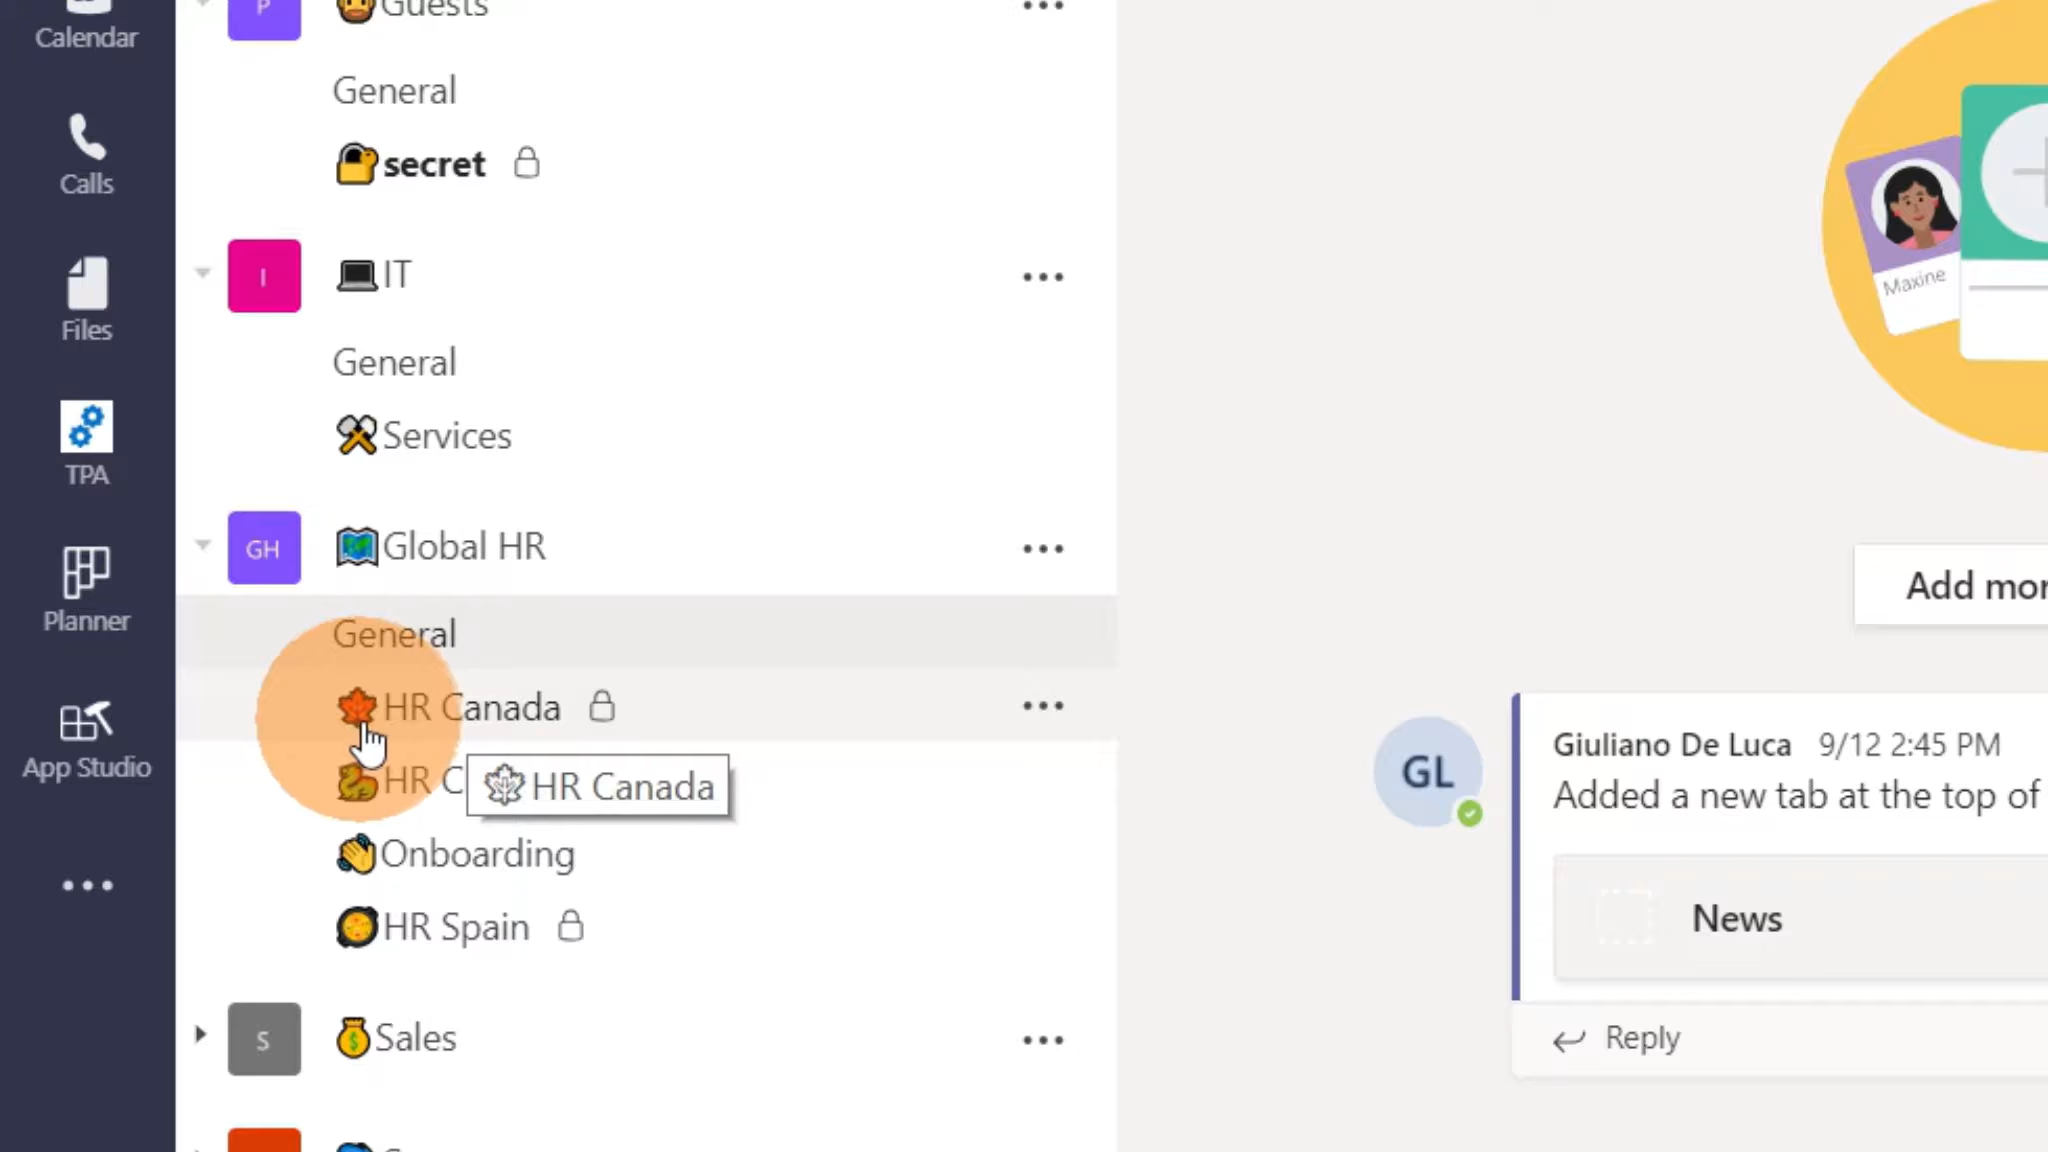 Calendar
Calls
Files
TPA
Planner
App Studio
P
Guests
General
secret
I
IT
General
Services
GH
Global HR
General
HR Canada
HR C
HR Canada
Onboarding
HR Spain
S
Sales
Maxine
Add mor
GL
Giuliano De Luca 9/12 2:45 PM
Added a new tab at the top of
News
Reply